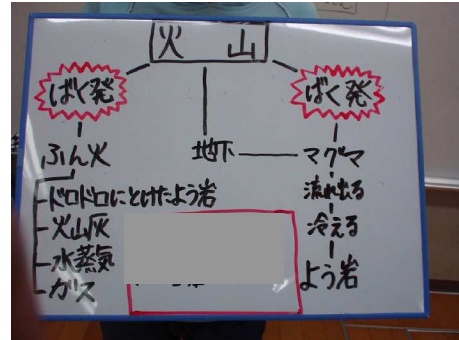 火　山
ばく発
ばく発
ふん火
地下
マグマ
ドロドロにとけたよう岩
流れ出る
火山灰
冷える
水蒸気
ガス
よう岩